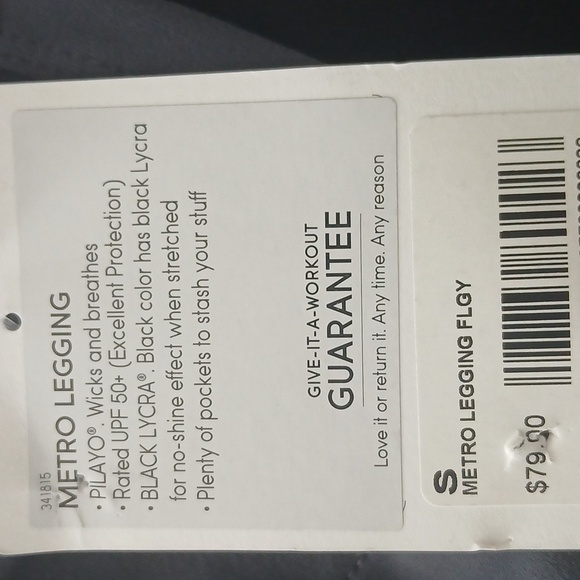 341815
METRO LEGGING
• PILAYO®. Wicks and breathes
• Rated UPF 50+ (Excellent Protection)
• BLACK LYCRA®. Black color has black Lycra
for no-shine effect when stretched
• Plenty of pockets to stash your stuff
GIVE-IT-A-WORKOUT
GUARANTEE
Love it or return it. Any time. Any reason
S
METRO LEGGING FLGY
$79.00